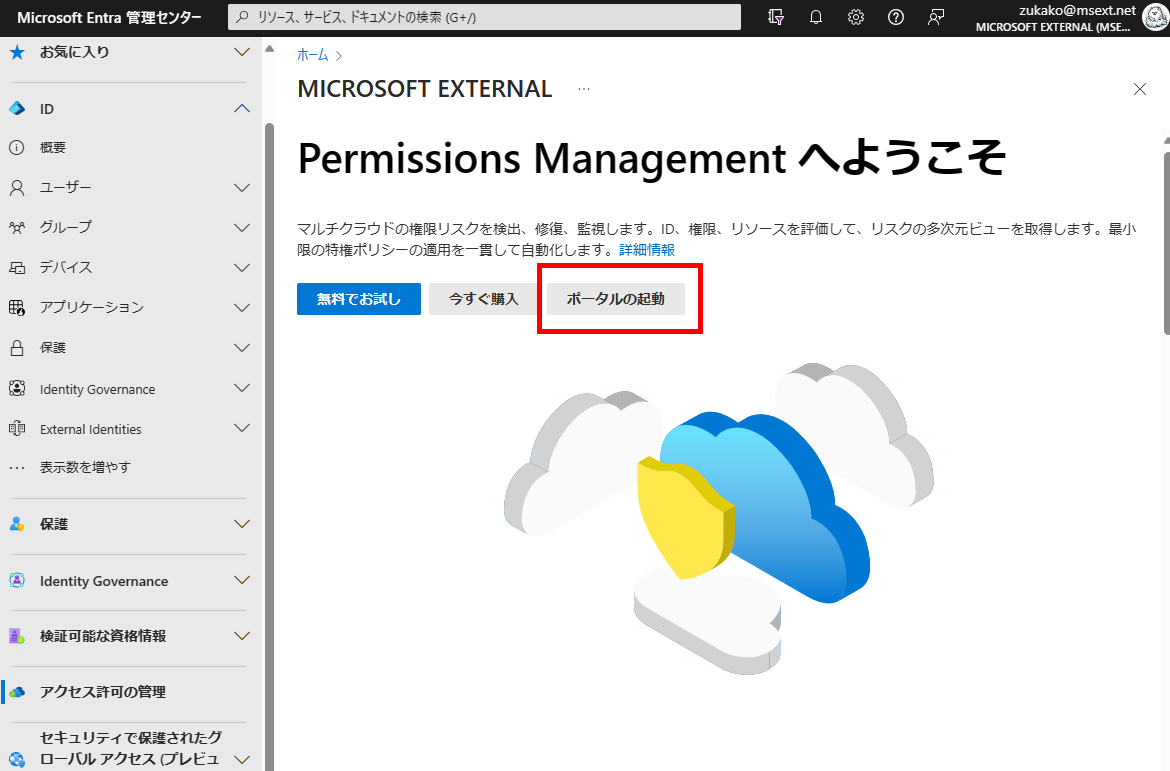 Microsoft Entra 管理センター
リソース、サービス、ドキュメントの検索 (G+/)
zukako@msext.net
MICROSOFT EXTERNAL (MSE...
お気に入り
ID
概要
ユーザー
グループ
デバイス
アプリケーション
保護
Identity Governance
External Identities
表示数を増やす
保護
Identity Governance
検証可能な資格情報
アクセス許可の管理
セキュリティで保護されたグ
ローバル アクセス (プレビュ
ホーム
MICROSOFT EXTERNAL
Permissions Management へようこそ
マルチクラウドの権限リスクを検出、修復、監視します。ID、権限、リソースを評価して、リスクの多次元ビューを取得します。最小
限の特権ポリシーの適用を一貫して自動化します。詳細情報
無料でお試し
今すぐ購入
ポータルの起動